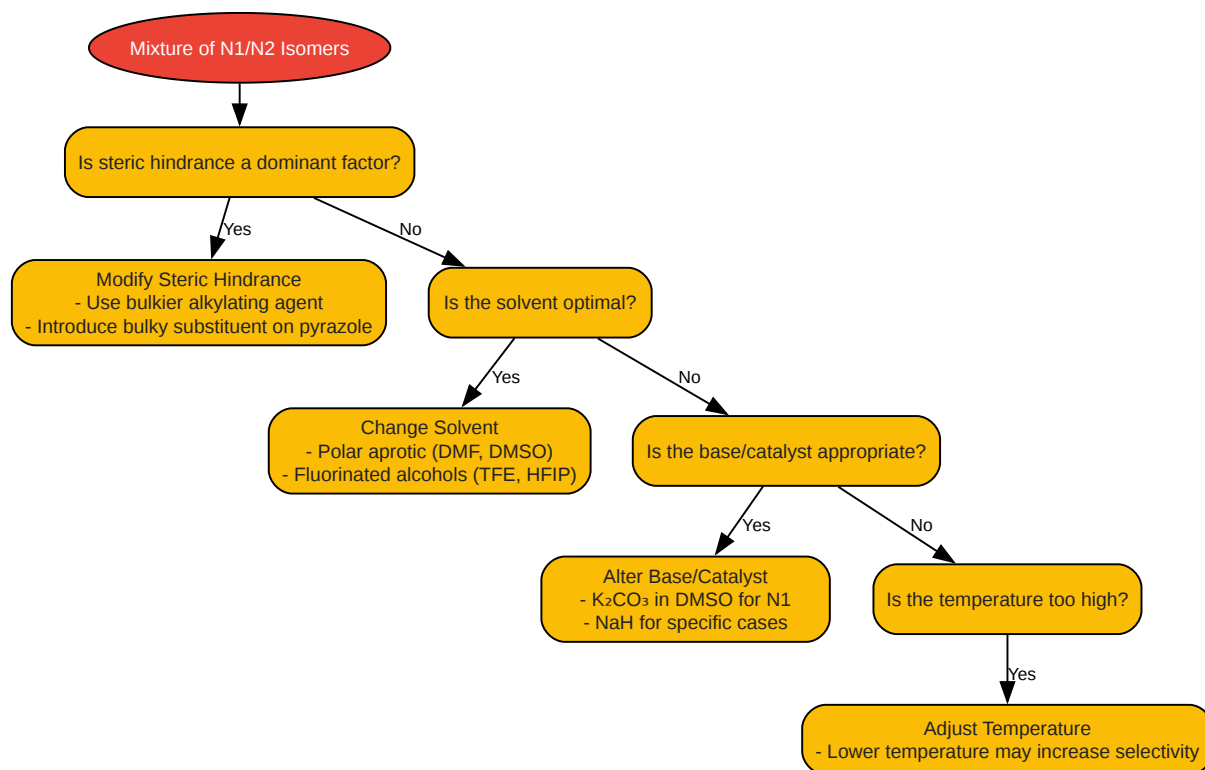 Mixture of N1/N2 Isomers
Is steric hindrance a dominant factor?
Yes
No
Modify Steric Hindrance
- Use bulkier alkylating agent
- Introduce bulky substituent on pyrazole
Is the solvent optimal?
Yes
No
Change Solvent
- Polar aprotic (DMF, DMSO)
- Fluorinated alcohols (TFE, HFIP)
Is the base/catalyst appropriate?
Yes
No
Alter Base/Catalyst
- K₂CO₃ in DMSO for N1
- NaH for specific cases
Is the temperature too high?
Yes
Adjust Temperature
- Lower temperature may increase selectivity